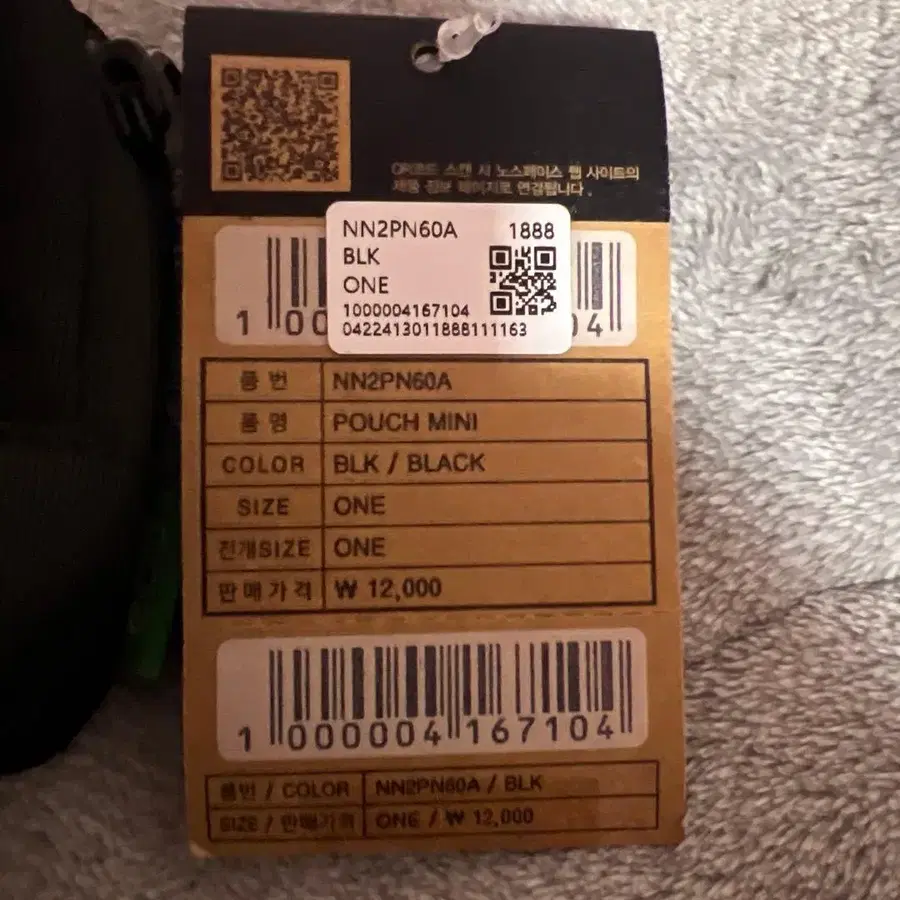 QR코드 스캔 시 노스페이스 웹 사이트의
제품 정보 페이지로 연결됩니다.
NN2PN60A 1888
BLK
ONE
1000004167104
0422413011888111163
1 00 04
품 번 NN2PN60A
품 명 POUCH MINI
COLOR BLK / BLACK
SIZE ONE
전개SIZE ONE
판매가격 ₩ 12,000
1 000004 167104
품번 / COLOR NN2PN60A / BLK
SIZE / 판매가격 ONE / ₩ 12,000